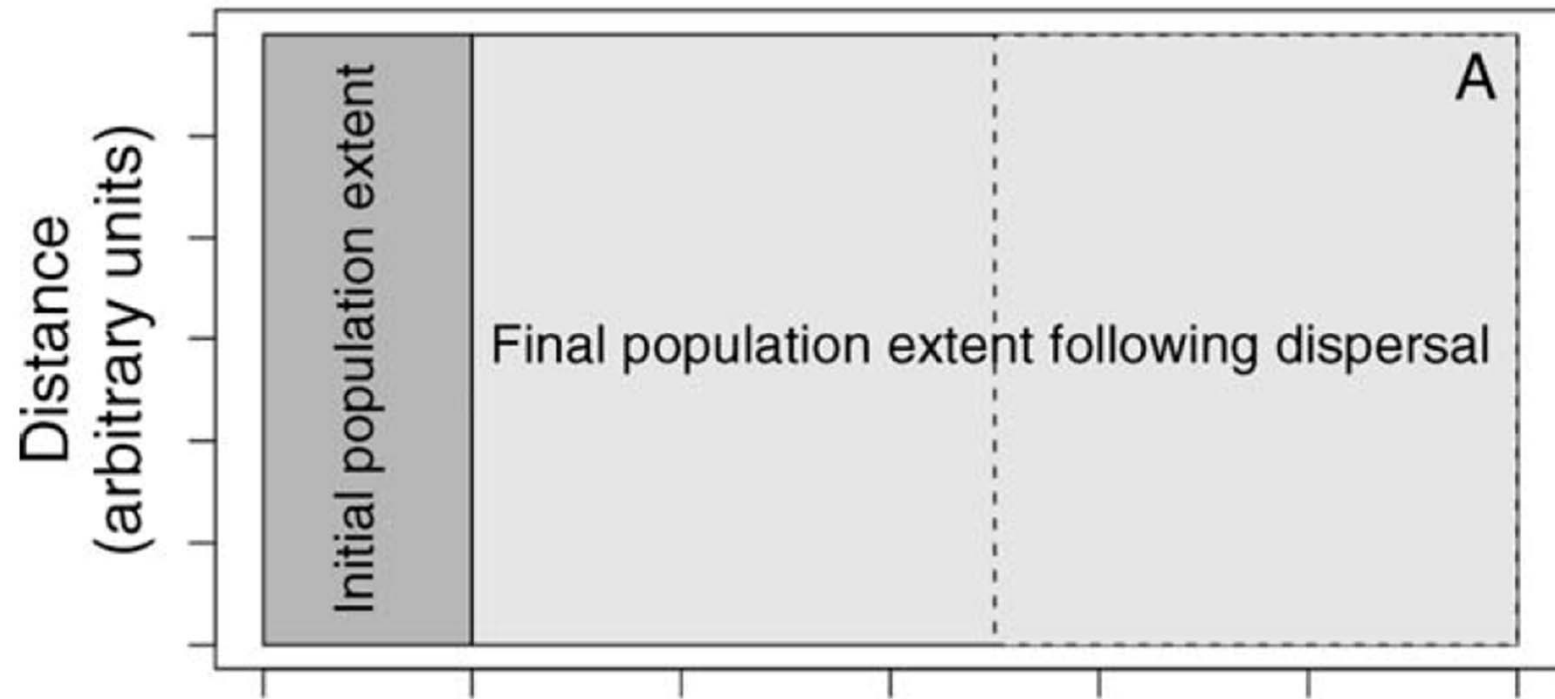 Distance
(arbitrary units)
Initial population extent
Final population extent following dispersal
A